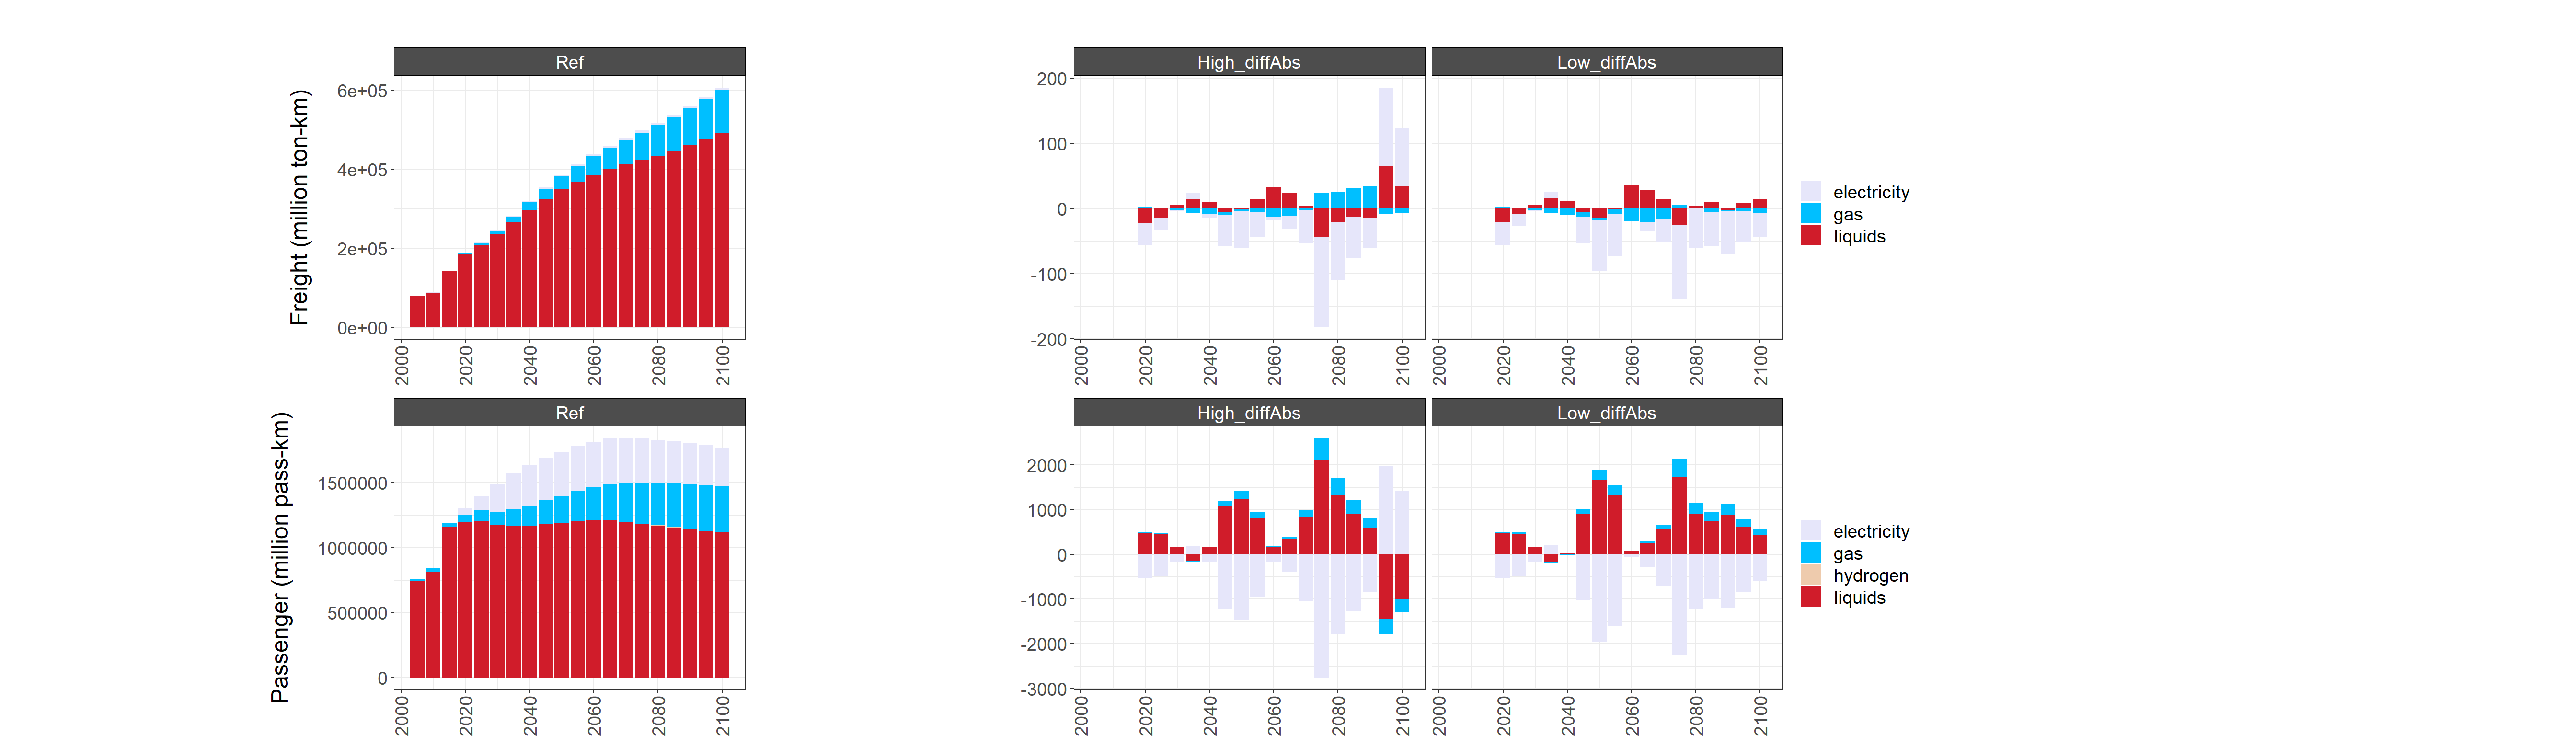 Ref
Freight (million ton-km)
6e+05
4e+05
2e+05
0e+00
2000 2020 2040 2060 2080 2100
High_diffAbs Low_diffAbs
200
100
0
-100
-200
2000 2020 2040 2060 2080 2100 2000 2020 2040 2060 2080 2100
electricity
gas
liquids
Ref
Passenger (million pass-km)
1500000
1000000
500000
0
2000 2020 2040 2060 2080 2100
High_diffAbs Low_diffAbs
2000
1000
0
-1000
-2000
-3000
2000 2020 2040 2060 2080 2100 2000 2020 2040 2060 2080 2100
electricity
gas
hydrogen
liquids